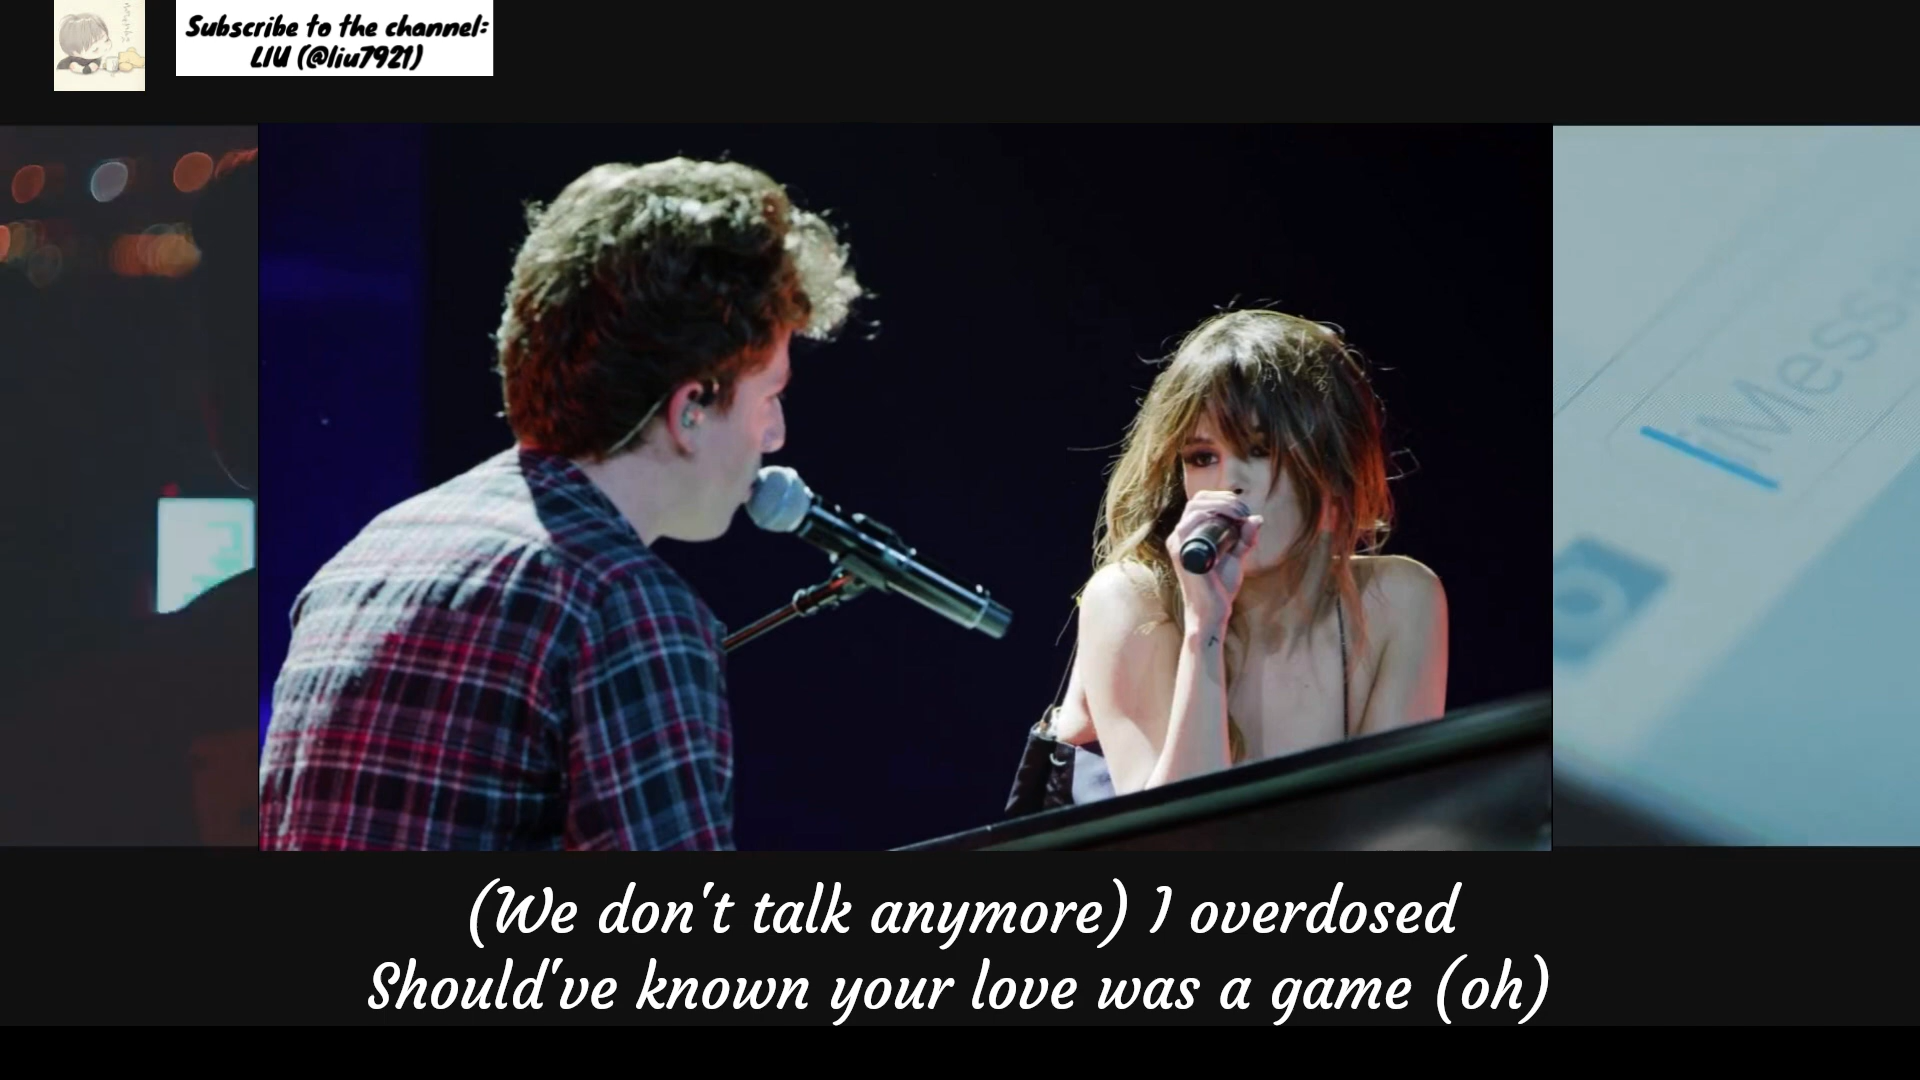 Subscribe to the channel:
LIU (@liu7921)
iMess
(We don't talk anymore) I overdosed
Should've known your love was a game (oh)